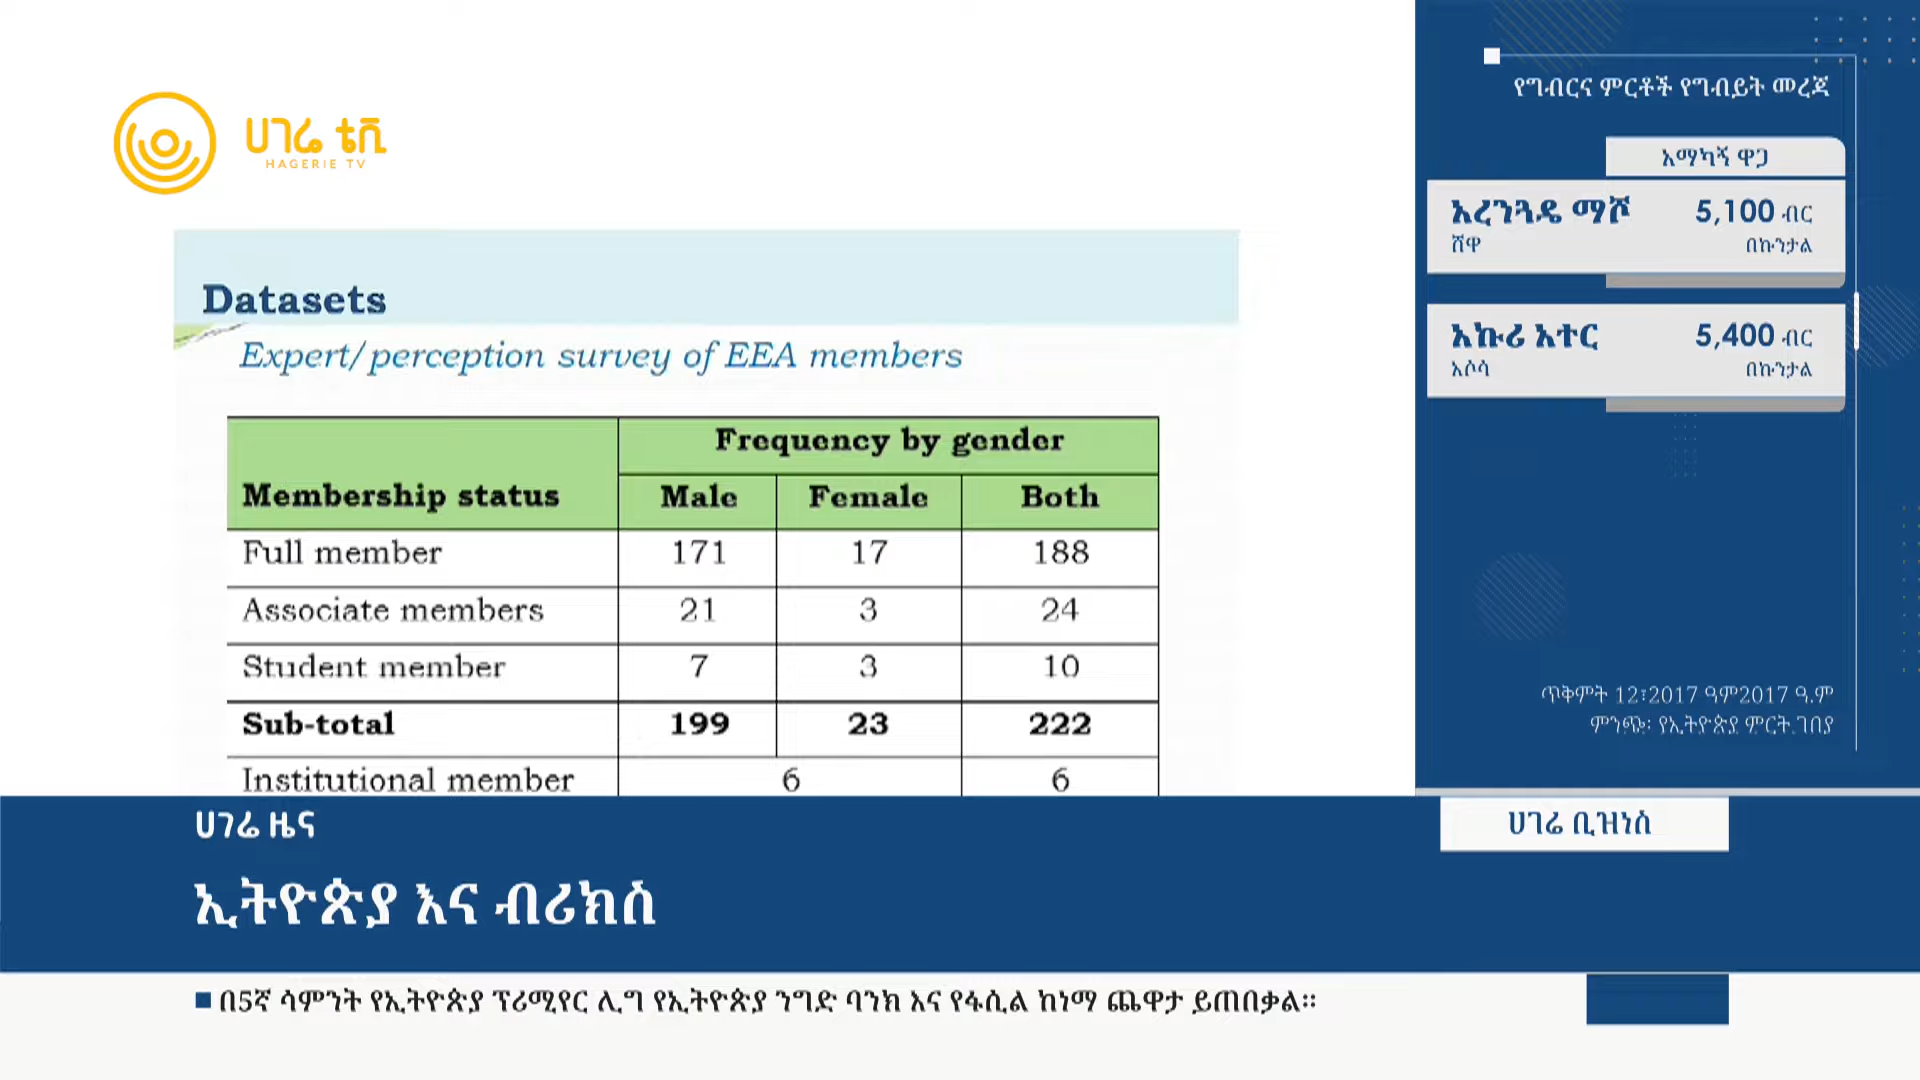 ሀገሬ ቴቪ
HAGERIE TV
Datasets
Expert/perception survey of EEA members
Membership status
Frequency by gender
Male Female Both
Full member 171 17 188
Associate members 21 3 24
Student member 7 3 10
Sub-total 199 23 222
Institutional member 6 6
የግብርና ምርቶች የግብይት መረጃ
አማካኝ ዋጋ
አረንጓዴ ማሾ 5,100 ብር
ሸዋ በኩንታል
አኩሪ አተር 5,400 ብር
አሶሳ በኩንታል
ጥቅምት 12፣2017 ዓም2017 ዓ.ም
ምንጭ፡ የኢትዮጵያ ምርት ገበያ
ሀገሬ ዜና
ሀገሬ ቢዝነስ
ኢትዮጵያ እና ብሪክስ
በ5ኛ ሳምንት የኢትዮጵያ ፕሪሚየር ሊግ የኢትዮጵያ ንግድ ባንክ እና የፋሲል ከነማ ጨዋታ ይጠበቃል።